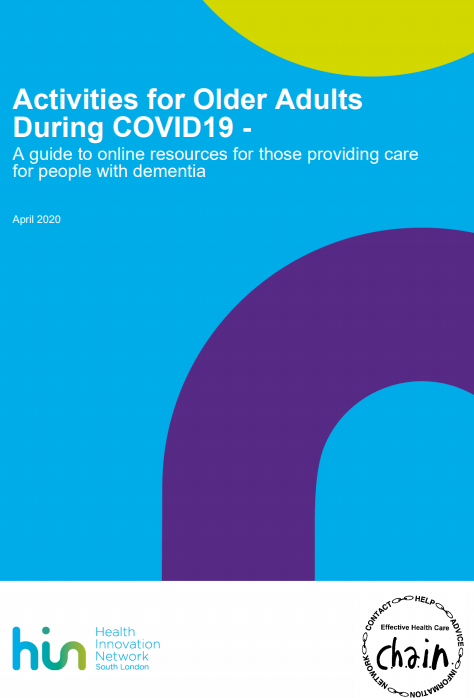 Activities for Older Adults
During COVID19 -
A guide to online resources for those providing care
for people with dementia
April 2020
hin
Health
Innovation
Network
South London
CONTACT HELP ADVICE INFORMATION NETWORK
Effective Health Care
chain